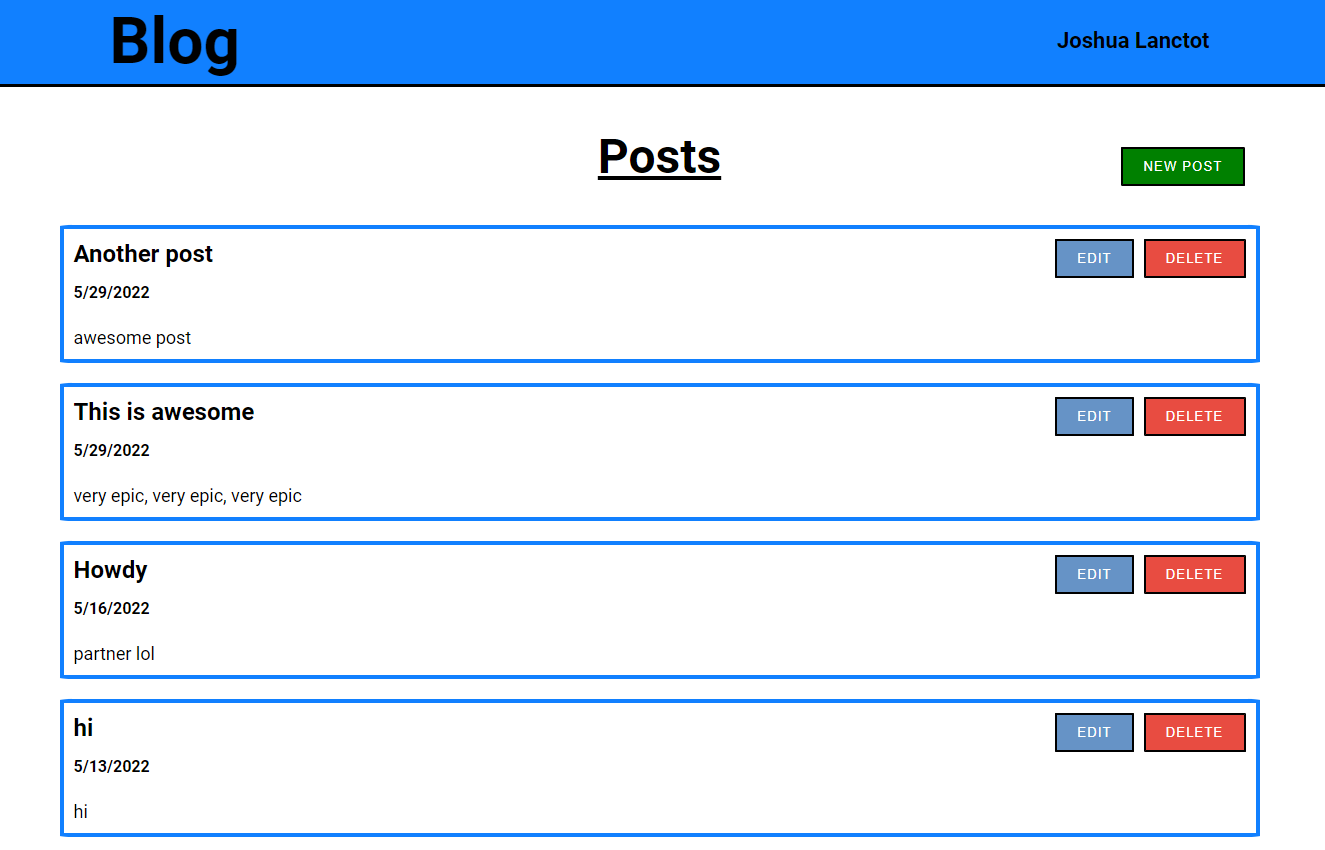 Blog
Joshua Lanctot
Posts
NEW POST
Another post
EDIT
DELETE
5/29/2022
awesome post
This is awesome
EDIT
DELETE
5/29/2022
very epic, very epic, very epic
Howdy
EDIT
DELETE
5/16/2022
partner lol
hi
EDIT
DELETE
5/13/2022
hi